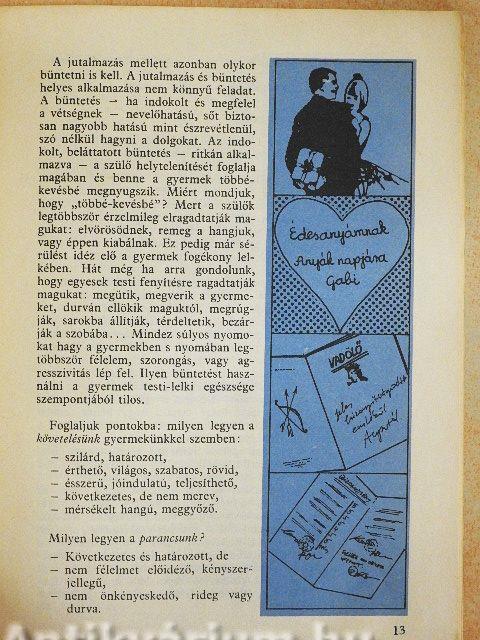 A jutalmazás mellett azonban olykor
büntetni is kell. A jutalmazás és büntetés
helyes alkalmazása nem könnyű feladat.
A büntetés — ha indokolt és megfelel
a vétségnek — nevelőhatású, sőt bizto-
san nagyobb hatású mint észrevétlenül,
szó nélkül hagyni a dolgokat. Az indo-
kolt, beláttatott büntetés – ritkán alkal-
mazva – a szülő helytelenítését foglalja
magában és benne a gyermek többé-
kevésbé megnyugszik. Miért mondjuk,
hogy „többé-kevésbé"? Mert a szülők
legtöbbször érzelmileg elragadtatják ma-
gukat: elvörösödnek, remeg a hangjuk,
vagy éppen kiabálnak. Ez pedig már sé-
rülést idéz elő a gyermek fogékony lel-
kében. Hát még ha arra gondolunk,
hogy egyesek testi fenyítésre ragadtatják
magukat: megütik, megverik a gyerme-
ket, durván ellökik maguktól, megrúg-
ják, sarokba állítják, térdeltetik, bezár-
ják a szobába... Mindez súlyos nyomo-
kat hagy a gyermekben s nyomában leg-
többször félelem, szorongás, vagy ag-
resszivitás lép fel. Ilyen büntetést hasz-
nálni a gyermek testi-lelki egészsége
szempontjából tilos.
Foglaljuk pontokba: milyen legyen a
követelésünk gyermekünkkel szemben:
– szilárd, határozott,
– érthető, világos, szabatos, rövid,
– ésszerű, jóindulatú, teljesíthető,
– következetes, de nem merev,
– mérsékelt hangú, meggyőző.
Milyen legyen a parancsunk?
– Következetes és határozott, de
– nem félelmet előidéző, kényszer-
jellegű,
– nem önkényeskedő, rideg vagy
durva.
Édesanyámnak
Anyák napjára
Gabi
VADOLÓ
13